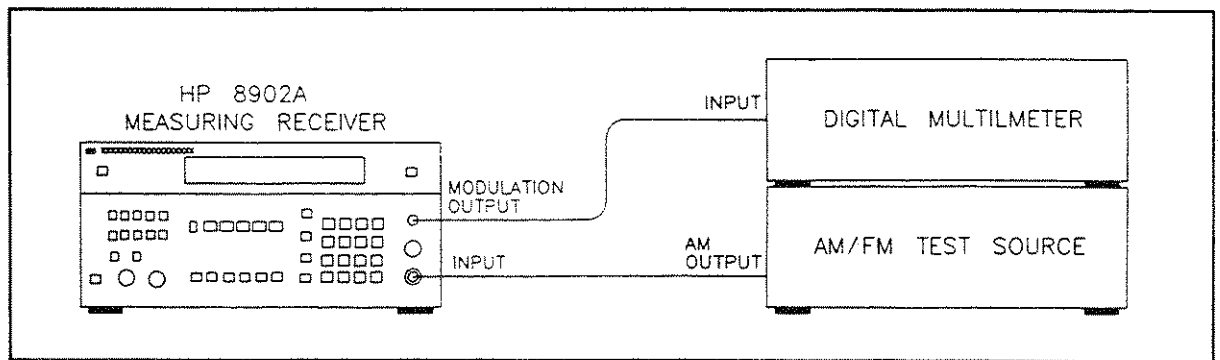 HP 8902A
MEASURING RECEIVER
MODULATION
OUTPUT
INPUT
INPUT
DIGITAL MULTILMETER
AM
OUTPUT
AM/FM TEST SOURCE